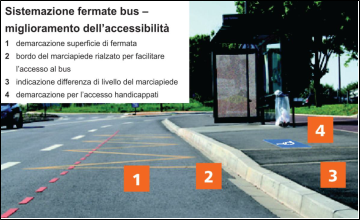 Sistemazione fermate bus –
miglioramento dell'accessibilità
1 demarcazione superficie di fermata
2 bordo del marciapiede rialzato per facilitare
l'accesso al bus
3 indicazione differenza di livello del marciapiede
4 demarcazione per l'accesso handicappati
4
1
2
3